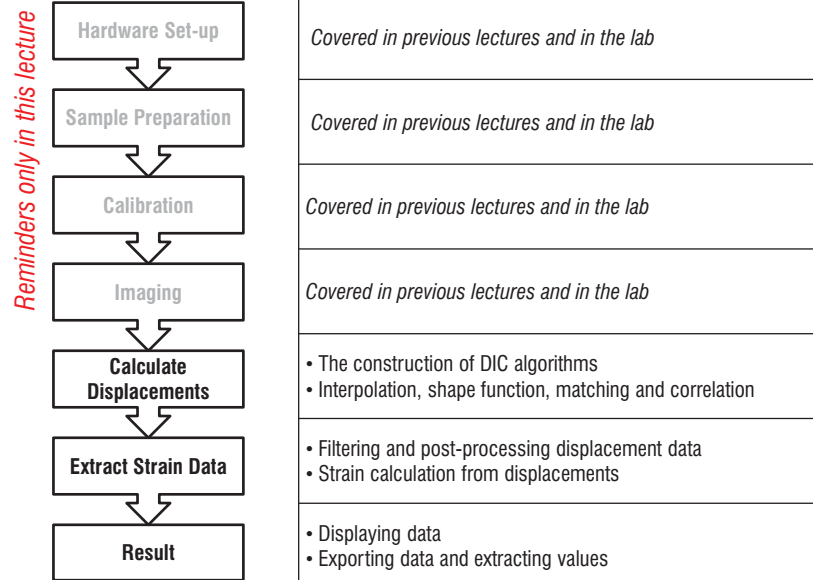 Reminders only in this lecture
Hardware Set-up
Covered in previous lectures and in the lab
Sample Preparation
Covered in previous lectures and in the lab
Calibration
Covered in previous lectures and in the lab
Imaging
Covered in previous lectures and in the lab
Calculate
Displacements
• The construction of DIC algorithms
• Interpolation, shape function, matching and correlation
Extract Strain Data
• Filtering and post-processing displacement data
• Strain calculation from displacements
Result
• Displaying data
• Exporting data and extracting values